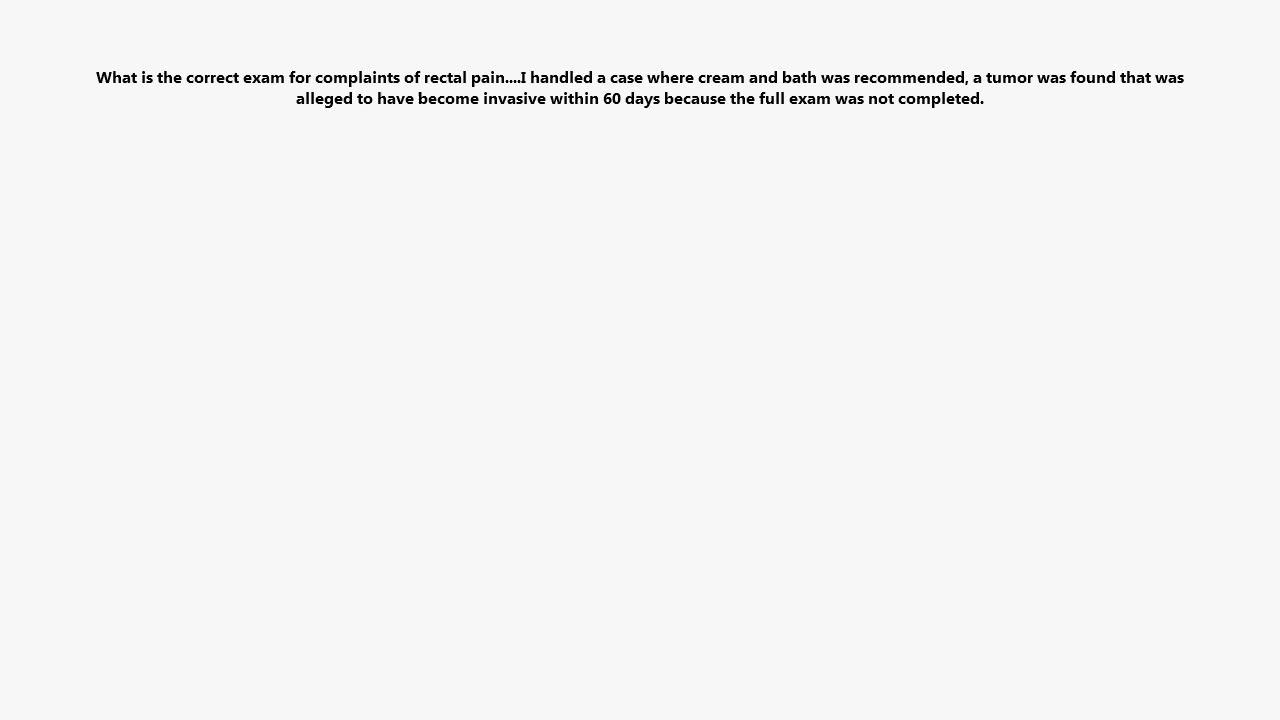 What is the correct exam for complaints of rectal pain....I handled a case where cream and bath was recommended, a tumor was found that was
alleged to have become invasive within 60 days because the full exam was not completed.